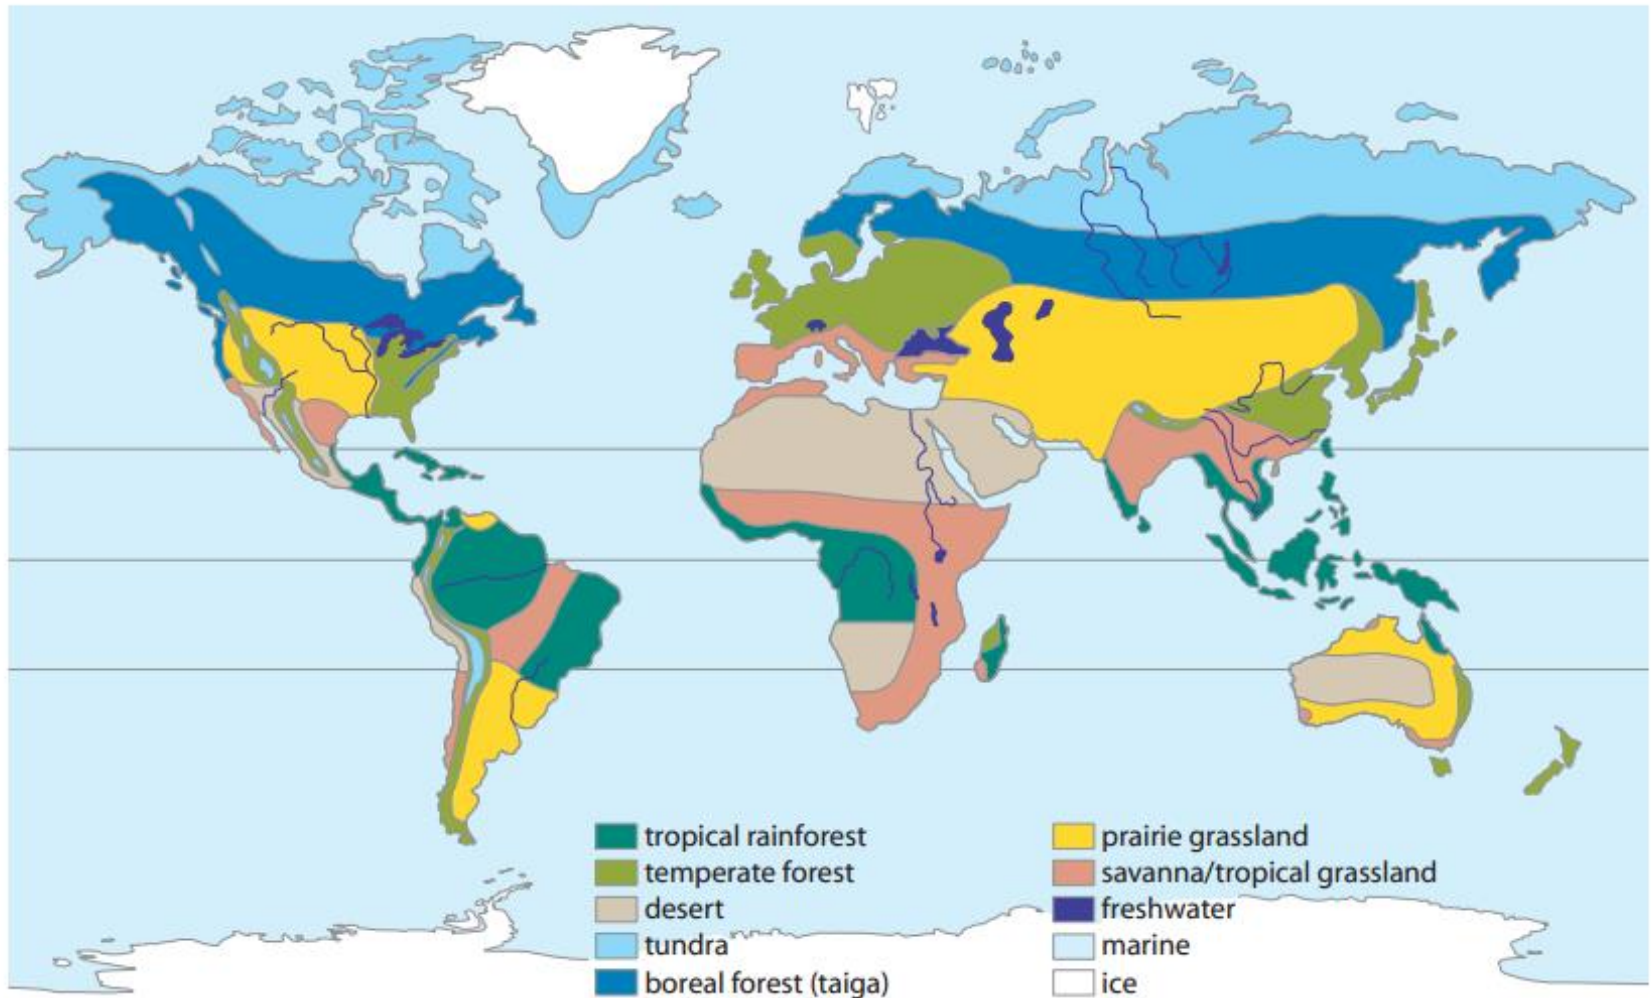 tropical rainforest
temperate forest
desert
tundra
boreal forest (taiga)
prairie grassland
savanna/tropical grassland
freshwater
marine
ice